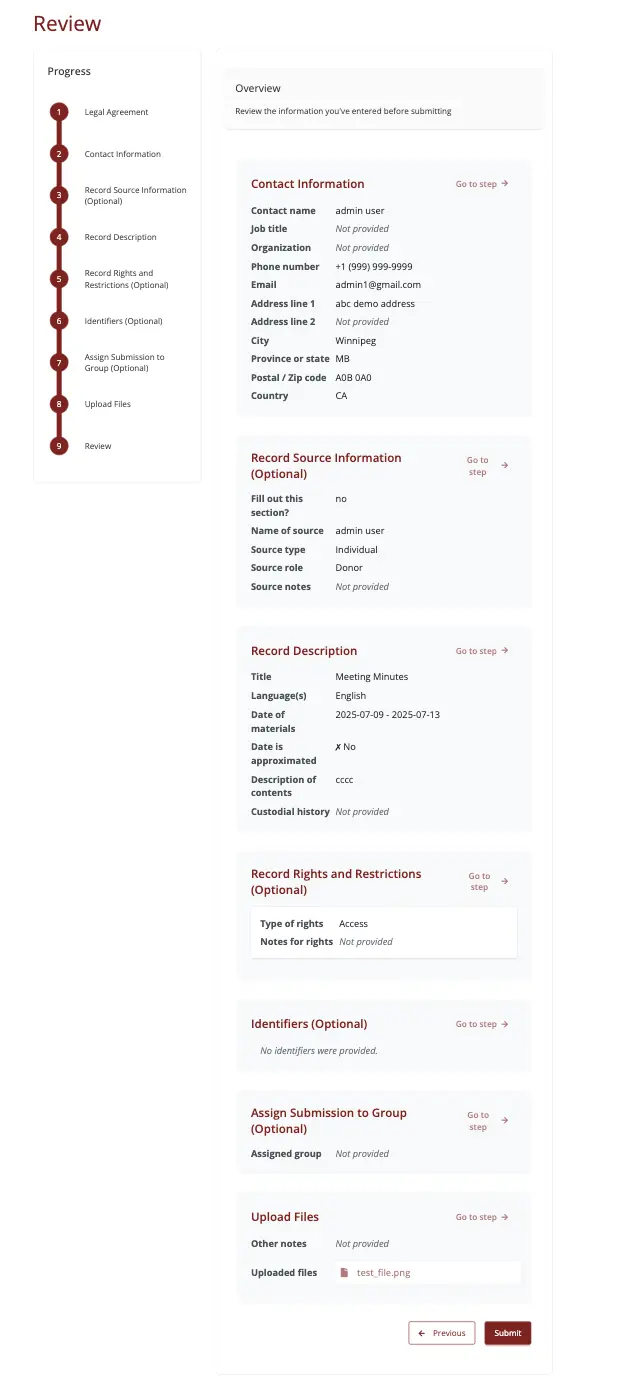 Review
Progress
1 Legal Agreement
2 Contact Information
3 Record Source Information
(Optional)
4 Record Description
5 Record Rights and
Restrictions (Optional)
6 Identifiers (Optional)
7 Assign Submission to
Group (Optional)
8 Upload Files
9 Review
Overview
Review the information you've entered before submitting
Contact Information Go to step →
Contact name admin user
Job title Not provided
Organization Not provided
Phone number +1 (999) 999-9999
Email admin1@gmail.com
Address line 1 abc demo address
Address line 2 Not provided
City Winnipeg
Province or state MB
Postal / Zip code A0B 0A0
Country CA
Record Source Information
(Optional)
Go to
step →
Fill out this
section?
no
Name of source admin user
Source type Individual
Source role Donor
Source notes Not provided
Record Description Go to step →
Title Meeting Minutes
Language(s) English
Date of
materials
2025-07-09 - 2025-07-13
Date is
approximated
✗ No
Description of
contents
cccc
Custodial history Not provided
Record Rights and Restrictions
(Optional)
Go to
step →
Type of rights Access
Notes for rights Not provided
Identifiers (Optional) Go to step →
No identifiers were provided.
Assign Submission to Group
(Optional)
Go to
step →
Assigned group Not provided
Upload Files Go to step →
Other notes Not provided
Uploaded files test_file.png
← Previous Submit